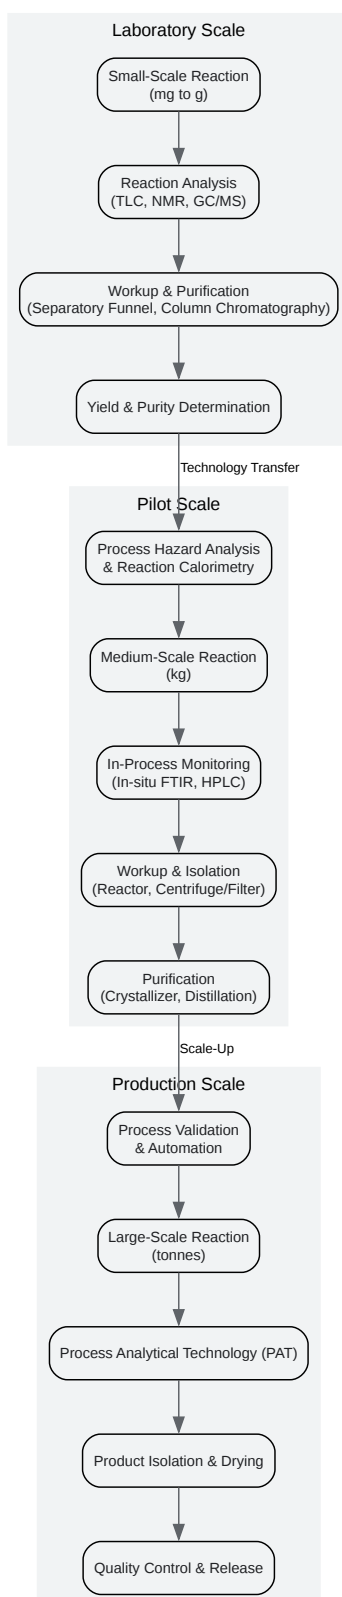 Laboratory Scale
Small-Scale Reaction
(mg to g)
Reaction Analysis
(TLC, NMR, GC/MS)
Workup & Purification
(Separatory Funnel, Column Chromatography)
Yield & Purity Determination
Technology Transfer
Pilot Scale
Process Hazard Analysis
& Reaction Calorimetry
Medium-Scale Reaction
(kg)
In-Process Monitoring
(In-situ FTIR, HPLC)
Workup & Isolation
(Reactor, Centrifuge/Filter)
Purification
(Crystallizer, Distillation)
Scale-Up
Production Scale
Process Validation
& Automation
Large-Scale Reaction
(tonnes)
Process Analytical Technology (PAT)
Product Isolation & Drying
Quality Control & Release